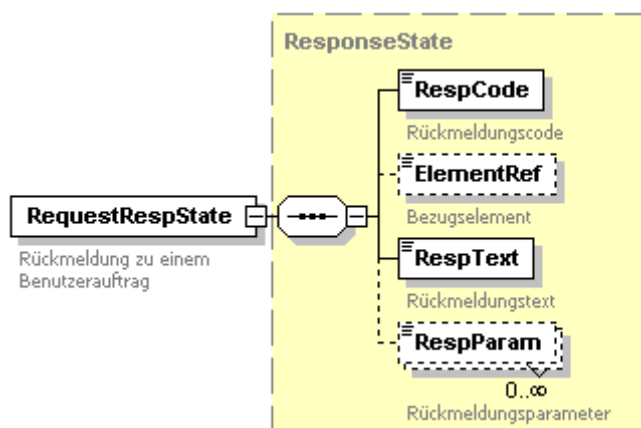 ResponseState
RespCode
Rückmeldungscode
ElementRef
Bezugselement
RequestRespState
Rückmeldung zu einem
Benutzerauftrag
RespText
Rückmeldungstext
RespParam
0..∞
Rückmeldungsparameter